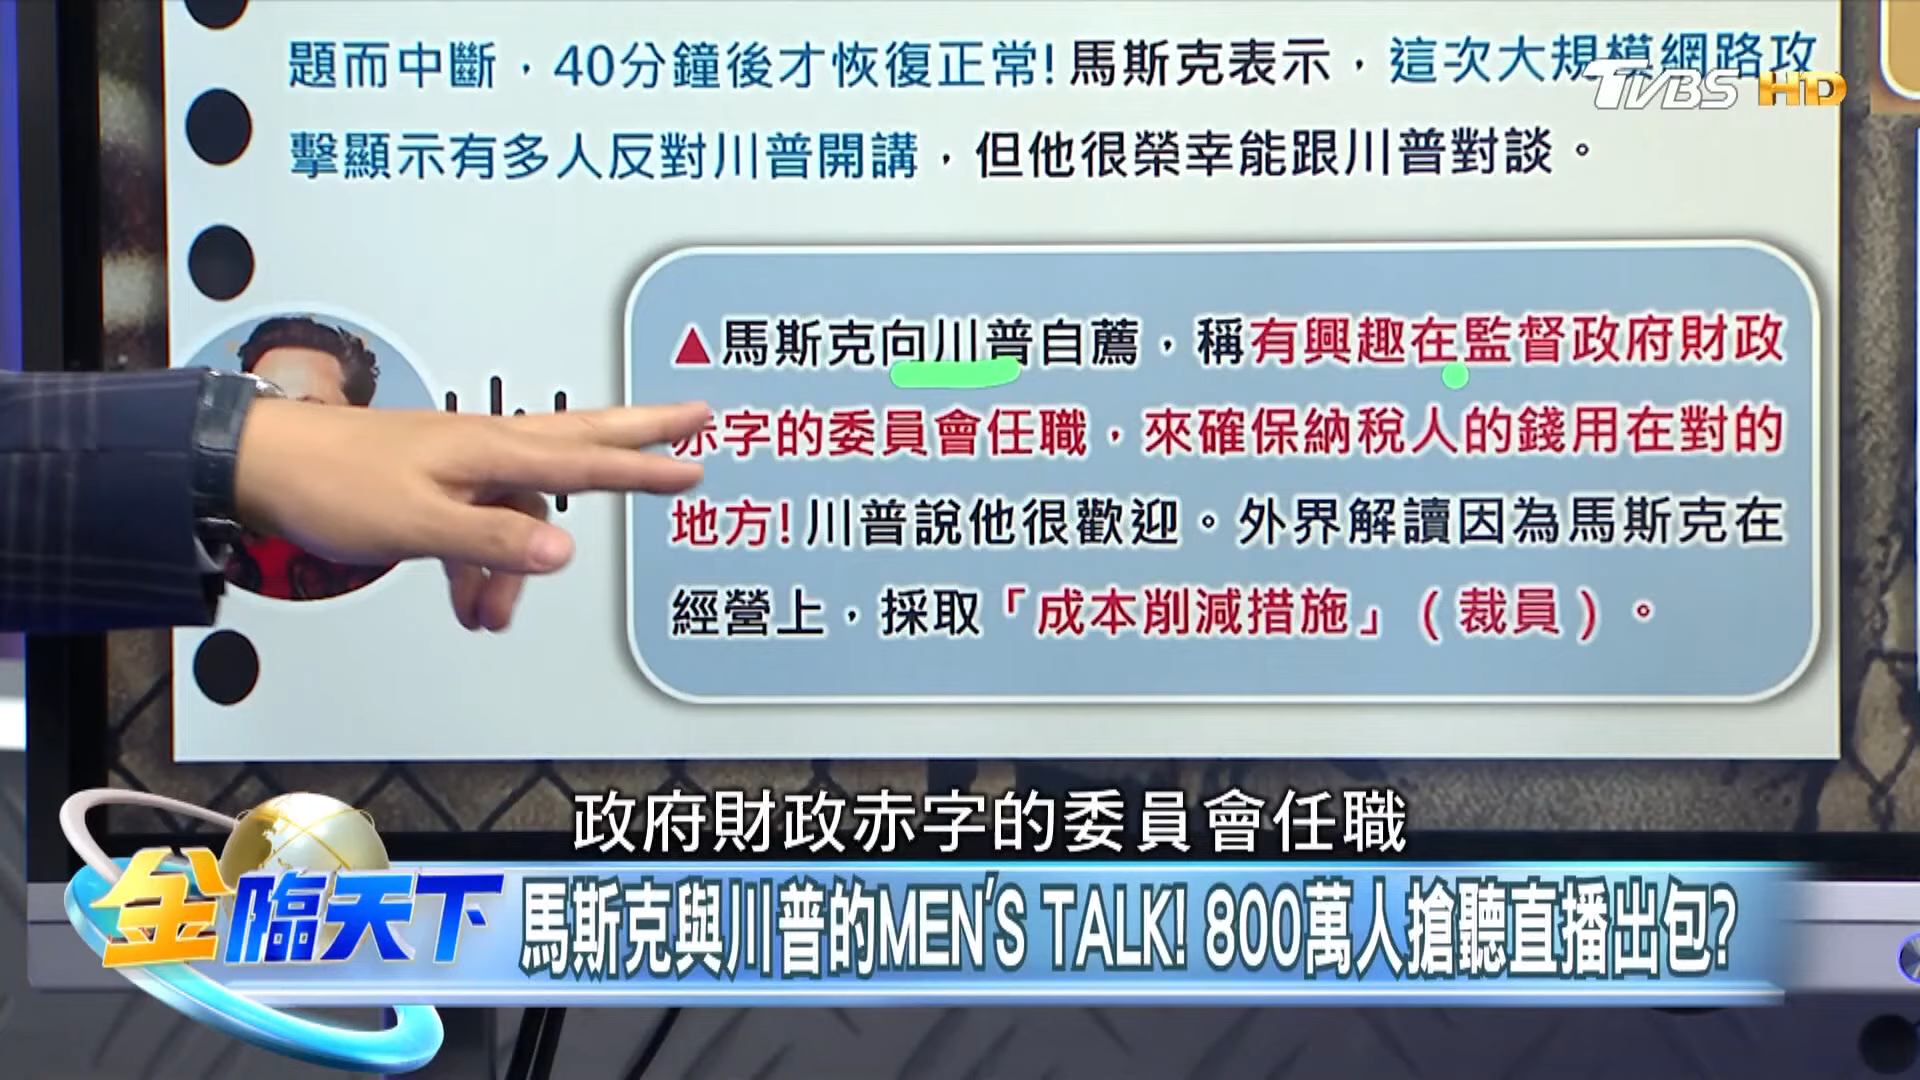 題而中斷，40分鐘後才恢復正常!馬斯克表示，這次大規模網路攻
TVBS HD
擊顯示有多人反對川普開講，但他很榮幸能跟川普對談。
▲馬斯克向川普自薦，稱有興趣在監督政府財政
赤字的委員會任職，來確保納稅人的錢用在對的
地方!川普說他很歡迎。外界解讀因為馬斯克在
經營上，採取「成本削減措施」(裁員)。
政府財政赤字的委員會任職
金臨天下
馬斯克與川普的MEN'S TALK! 800萬人搶聽直播出包?